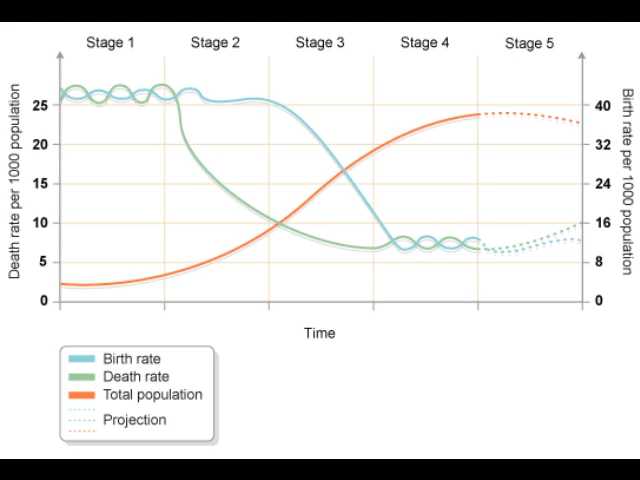 Stage 1 Stage 2 Stage 3 Stage 4 Stage 5
Death rate per 1000 population
25
20
15
10
5
0
40
32
24
16
8
0
Birth rate per 1000 population
Time
Birth rate
Death rate
Total population
Projection